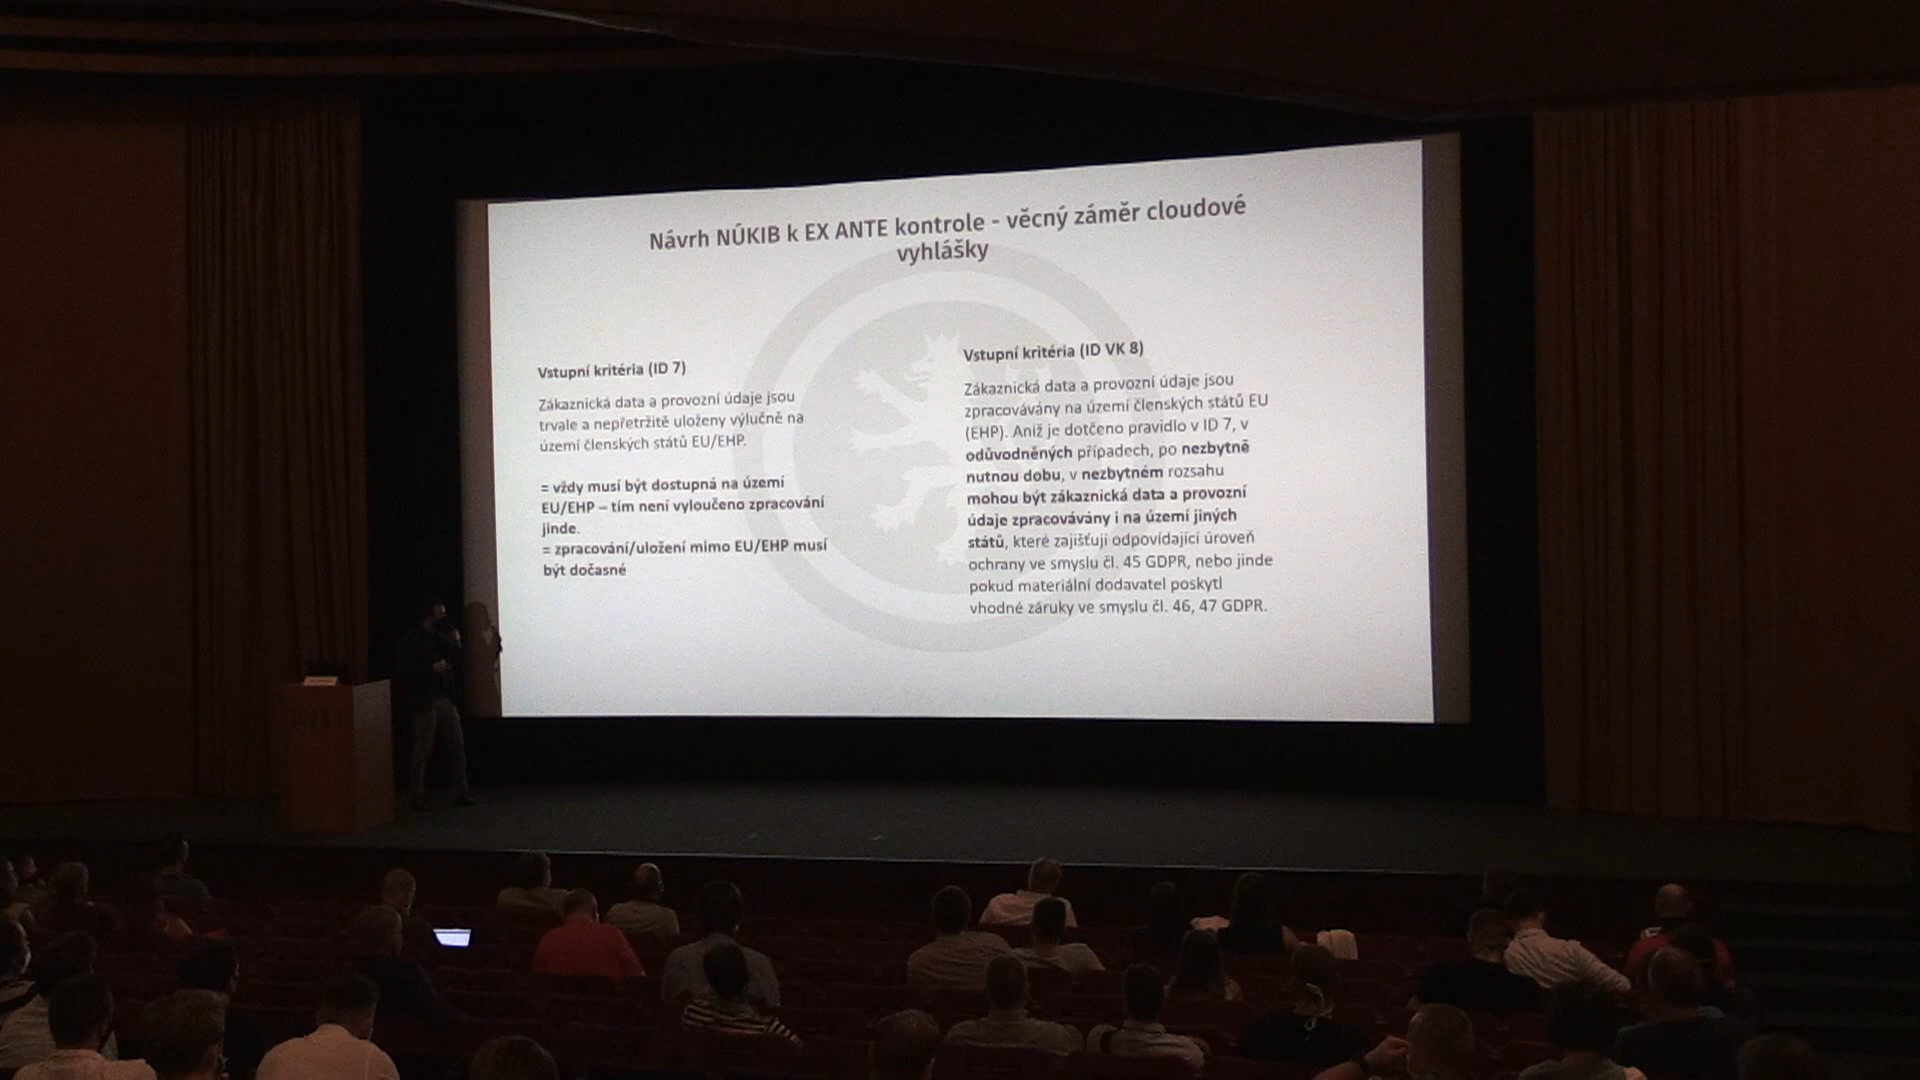 Návrh NÚKIB k EX ANTE kontrole - věcný záměr cloudové
vyhlášky
Vstupní kritéria (ID 7)
Zákaznická data a provozní údaje jsou
trvale a nepřetržitě uloženy výlučně na
území členských států EU/EHP.
= vždy musí být dostupná na území
EU/EHP – tím není vyloučeno zpracování
jinde.
= zpracování/uložení mimo EU/EHP musí
být dočasné
Vstupní kritéria (ID VK 8)
Zákaznická data a provozní údaje jsou
zpracovávány na území členských států EU
(EHP). Aniž je dotčeno pravidlo v ID 7, v
odůvodněných případech, po nezbytně
nutnou dobu, v nezbytném rozsahu
mohou být zákaznická data a provozní
údaje zpracovávány i na území jiných
států, které zajišťují odpovídající úroveň
ochrany ve smyslu čl. 45 GDPR, nebo jinde
pokud materiální dodavatel poskytl
vhodné záruky ve smyslu čl. 46, 47 GDPR.